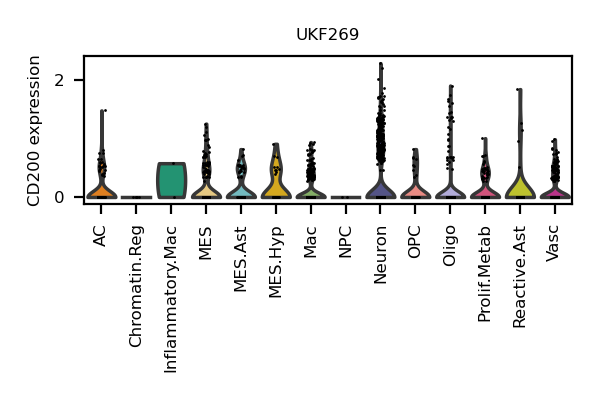 UKF269
CD200 expression
2
0
AC
Chromatin.Reg
Inflammatory.Mac
MES
MES.Ast
MES.Hyp
Mac
NPC
Neuron
OPC
Oligo
Prolif.Metab
Reactive.Ast
Vasc